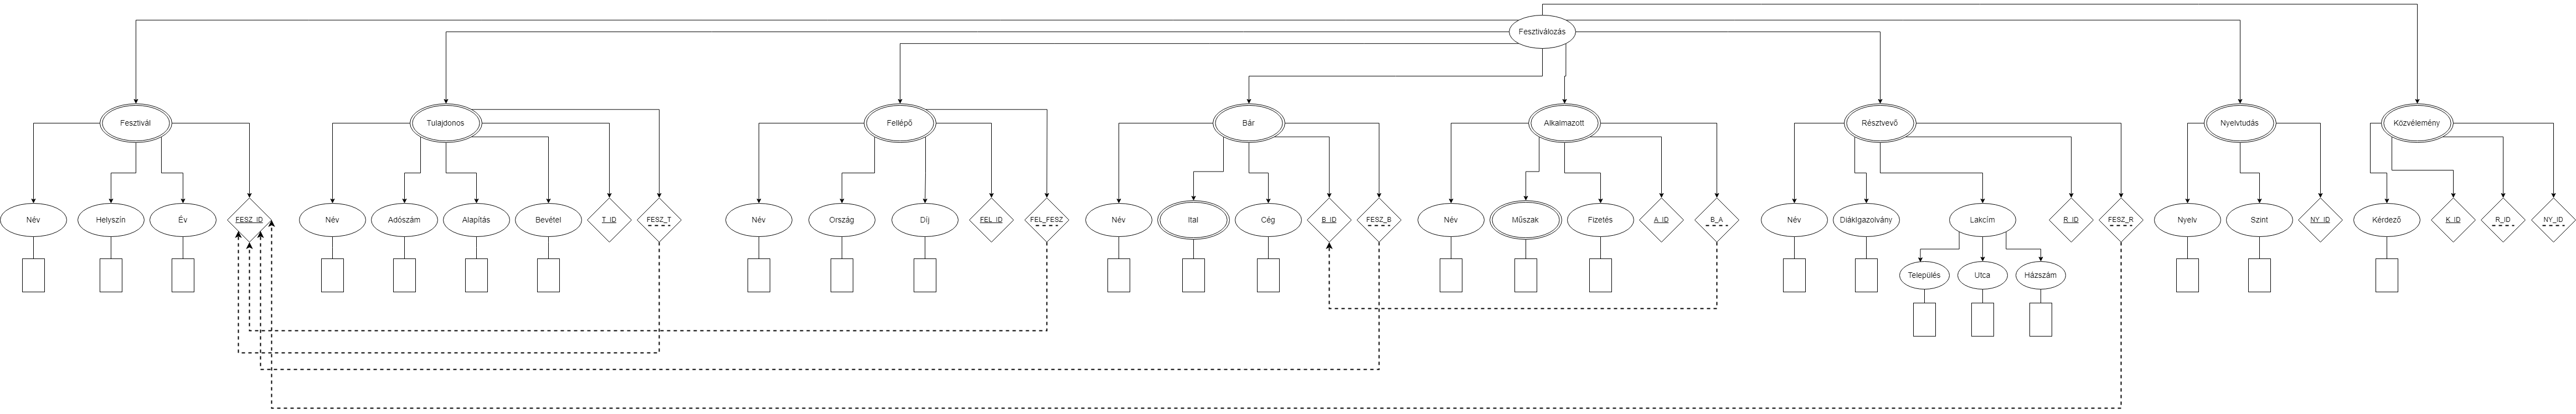 Fesztiválozás
Fesztivál
Tulajdonos
Fellépő
Bár
Alkalmazott
Résztvevő
Nyelvtudás
Közvélemény
Név
Helyszín
Év
FESZ_ID
Név
Adószám
Alapítás
Bevétel
T_ID
FESZ_T
Név
Ország
Díj
FEL_ID
FEL_FESZ
Név
Ital
Cég
B_ID
FESZ_B
Név
Műszak
Fizetés
A_ID
B_A
Név
Diákigazolvány
Lakcím
R_ID
FESZ_R
Nyelv
Szint
NY_ID
Kérdező
K_ID
R_ID
NY_ID
Település
Utca
Házszám